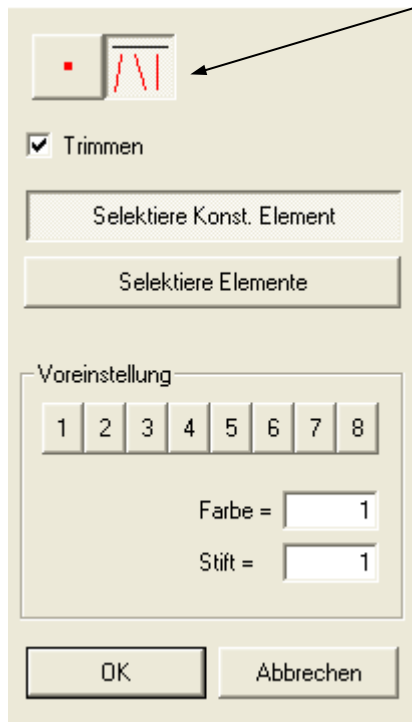 Trimmen
Selektiere Konst. Element
Selektiere Elemente
Voreinstellung
1 2 3 4 5 6 7 8
Farbe = 1
Stift = 1
OK Abbrechen